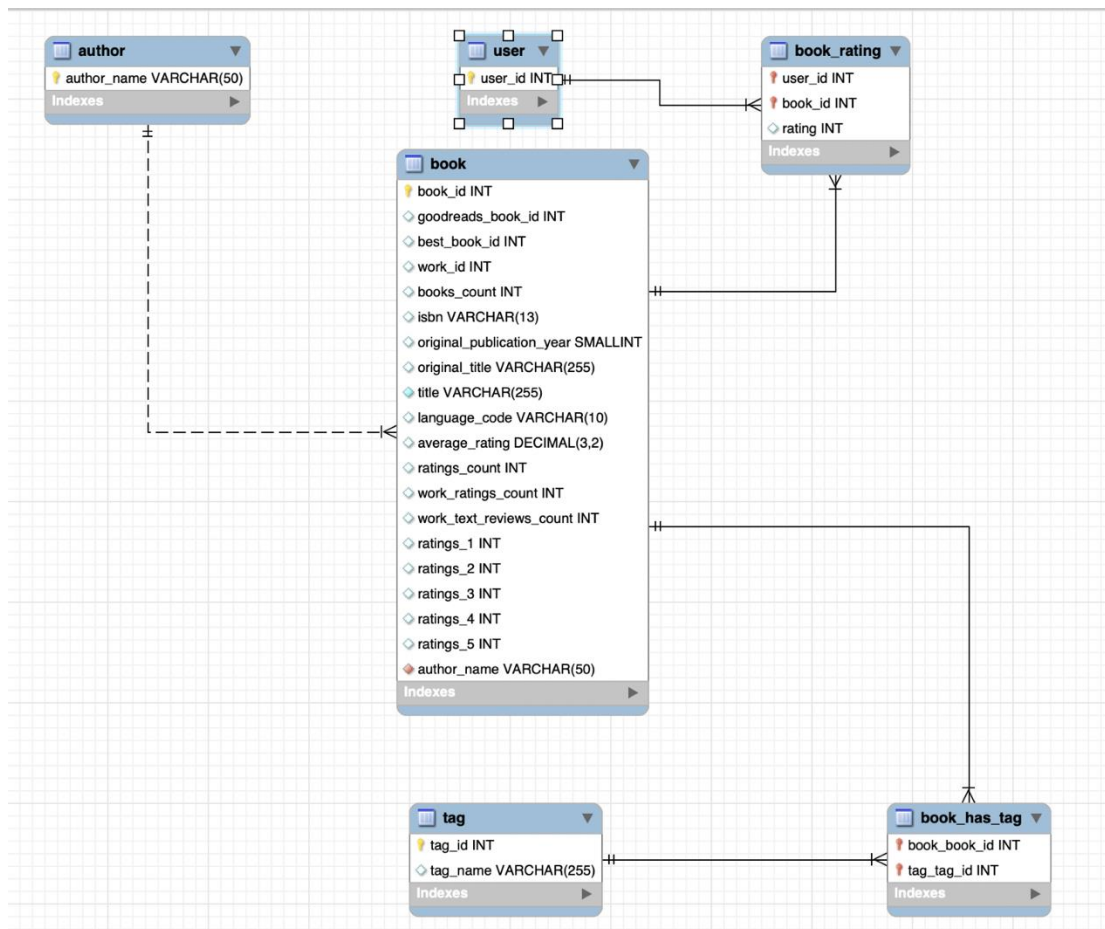 author
author_name VARCHAR(50)
Indexes
user
user_id INT
Indexes
book_rating
user_id INT
book_id INT
rating INT
Indexes
book
book_id INT
goodreads_book_id INT
best_book_id INT
work_id INT
books_count INT
isbn VARCHAR(13)
original_publication_year SMALLINT
original_title VARCHAR(255)
title VARCHAR(255)
language_code VARCHAR(10)
average_rating DECIMAL(3,2)
ratings_count INT
work_ratings_count INT
work_text_reviews_count INT
ratings_1 INT
ratings_2 INT
ratings_3 INT
ratings_4 INT
ratings_5 INT
author_name VARCHAR(50)
Indexes
tag
tag_id INT
tag_name VARCHAR(255)
Indexes
book_has_tag
book_book_id INT
tag_tag_id INT
Indexes